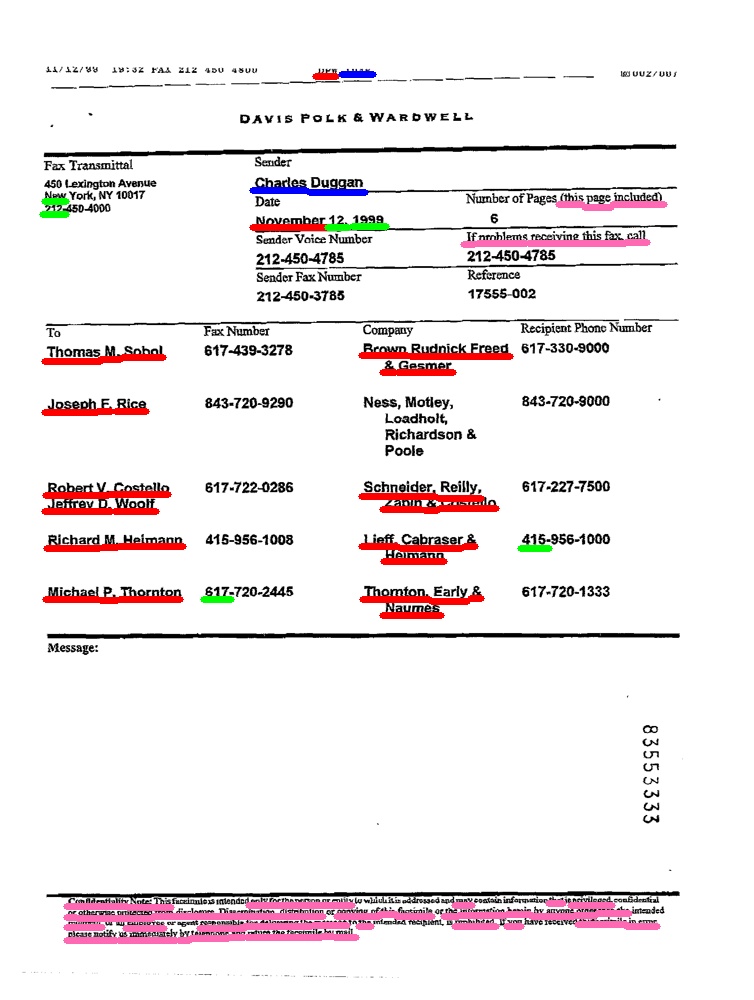 11/12/99 19:32 FAX 212 450 4800
002/007
DAVIS POLK & WARDWELL
Fax Transmittal
450 Lexington Avenue
New York, NY 10017
212-450-4000
Sender
Charles Duggan
Date Number of Pages (this page included)
November 12, 1999 6
Sender Voice Number If problems receiving this fax, call
212-450-4785 212-450-4785
Sender Fax Number Reference
212-450-3785 17555-002
To Fax Number Company Recipient Phone Number
Thomas M. Sobol 617-439-3278 Brown Rudnick Freed 617-330-9000
& Gesmer
Joseph F. Rice 843-720-9290 Ness, Motley, 843-720-9000
Loadholt,
Richardson &
Poole
Robert V. Costello 617-722-0286 Schneider, Reilly, 617-227-7500
Jeffrey D. Woolf Zabin & Costello
Richard M. Heimann 415-956-1008 Lieff, Cabraser & 415-956-1000
Heimann
Michael P. Thornton 617-720-2445 Thornton, Early & 617-720-1333
Naumes
Message:
83553333
Confidentiality Note: This facsimile is intended only for the person or entity to which it is addressed and may contain information that is privileged, confidential
or otherwise protected from disclosure. Dissemination, distribution or copying of this facsimile or the information herein by anyone other than the intended
recipient, or an employee or agent responsible for delivering the message to the intended recipient, is prohibited. If you have received this facsimile in error,
please notify us immediately by telephone and return the facsimile by mail.